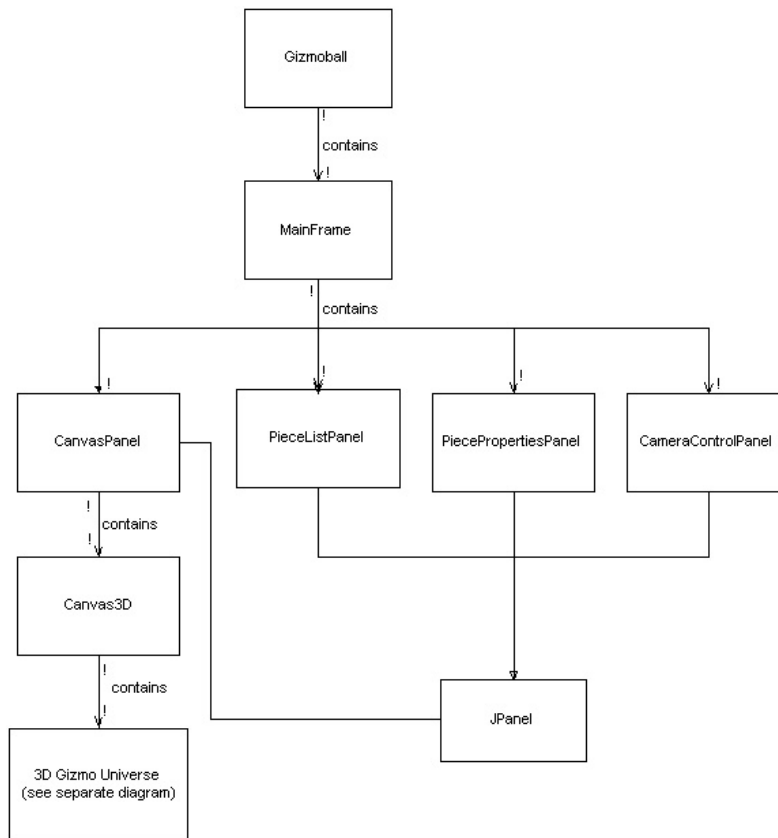 Gizmoball
!
contains
!
MainFrame
!
contains
!
!
!
!
CanvasPanel
PieceListPanel
PiecePropertiesPanel
CameraControlPanel
!
contains
!
Canvas3D
!
contains
!
JPanel
3D Gizmo Universe
(see separate diagram)